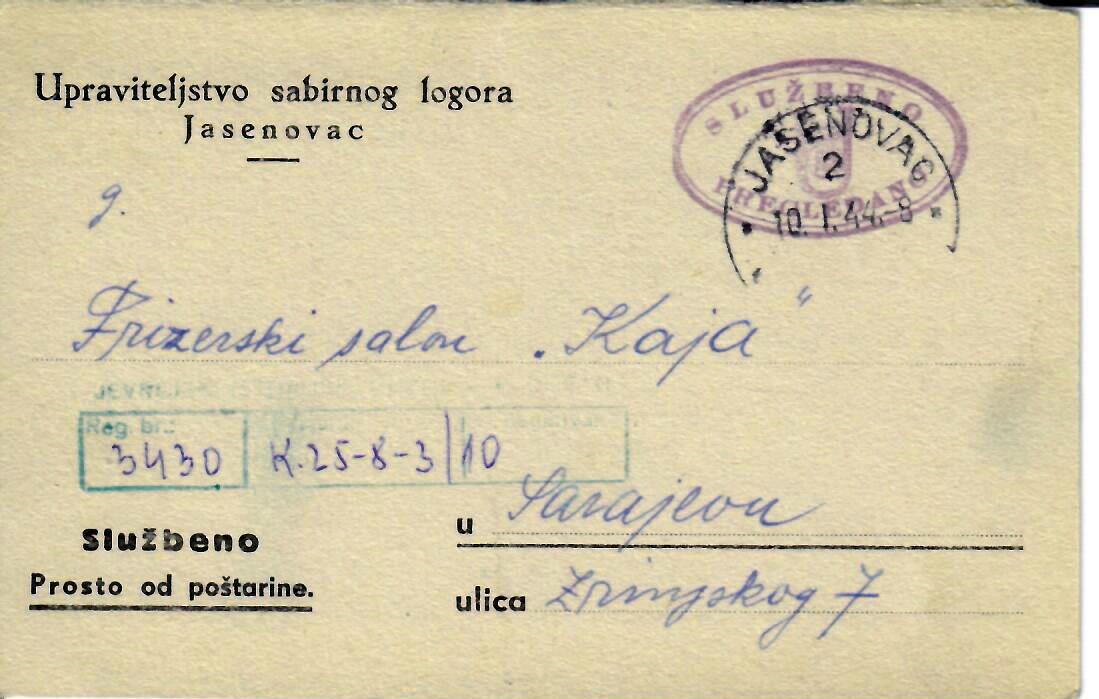 Upraviteljstvo sabirnog logora
Jasenovac
SLUŽBENO
PREGLEDANO
JASENOVAC
2
10. I. 44.-8
g.
Frizerski salon „Kaja“
JEVREJ
Reg. br.:
3430 K.25-8-3/10
Službeno
Prosto od poštarine.
u Sarajevu
ulica Zrinjskog 7